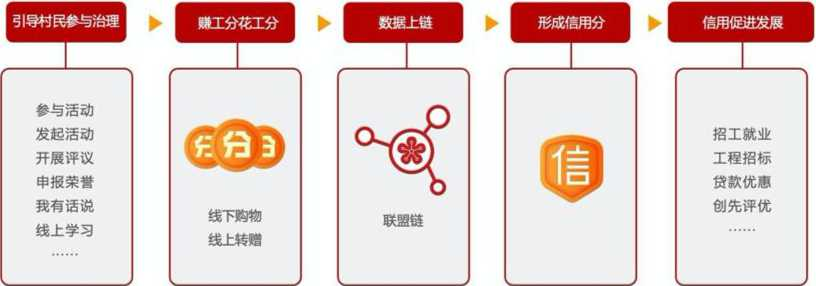 引导村民参与治理
赚工分花工分
数据上链
形成信用分
信用促进发展
参与活动
发起活动
开展评议
申报荣誉
我有话说
线上学习
......
分 分 分
线下购物
线上转赠
联盟链
信
招工就业
工程招标
贷款优惠
创先评优
......